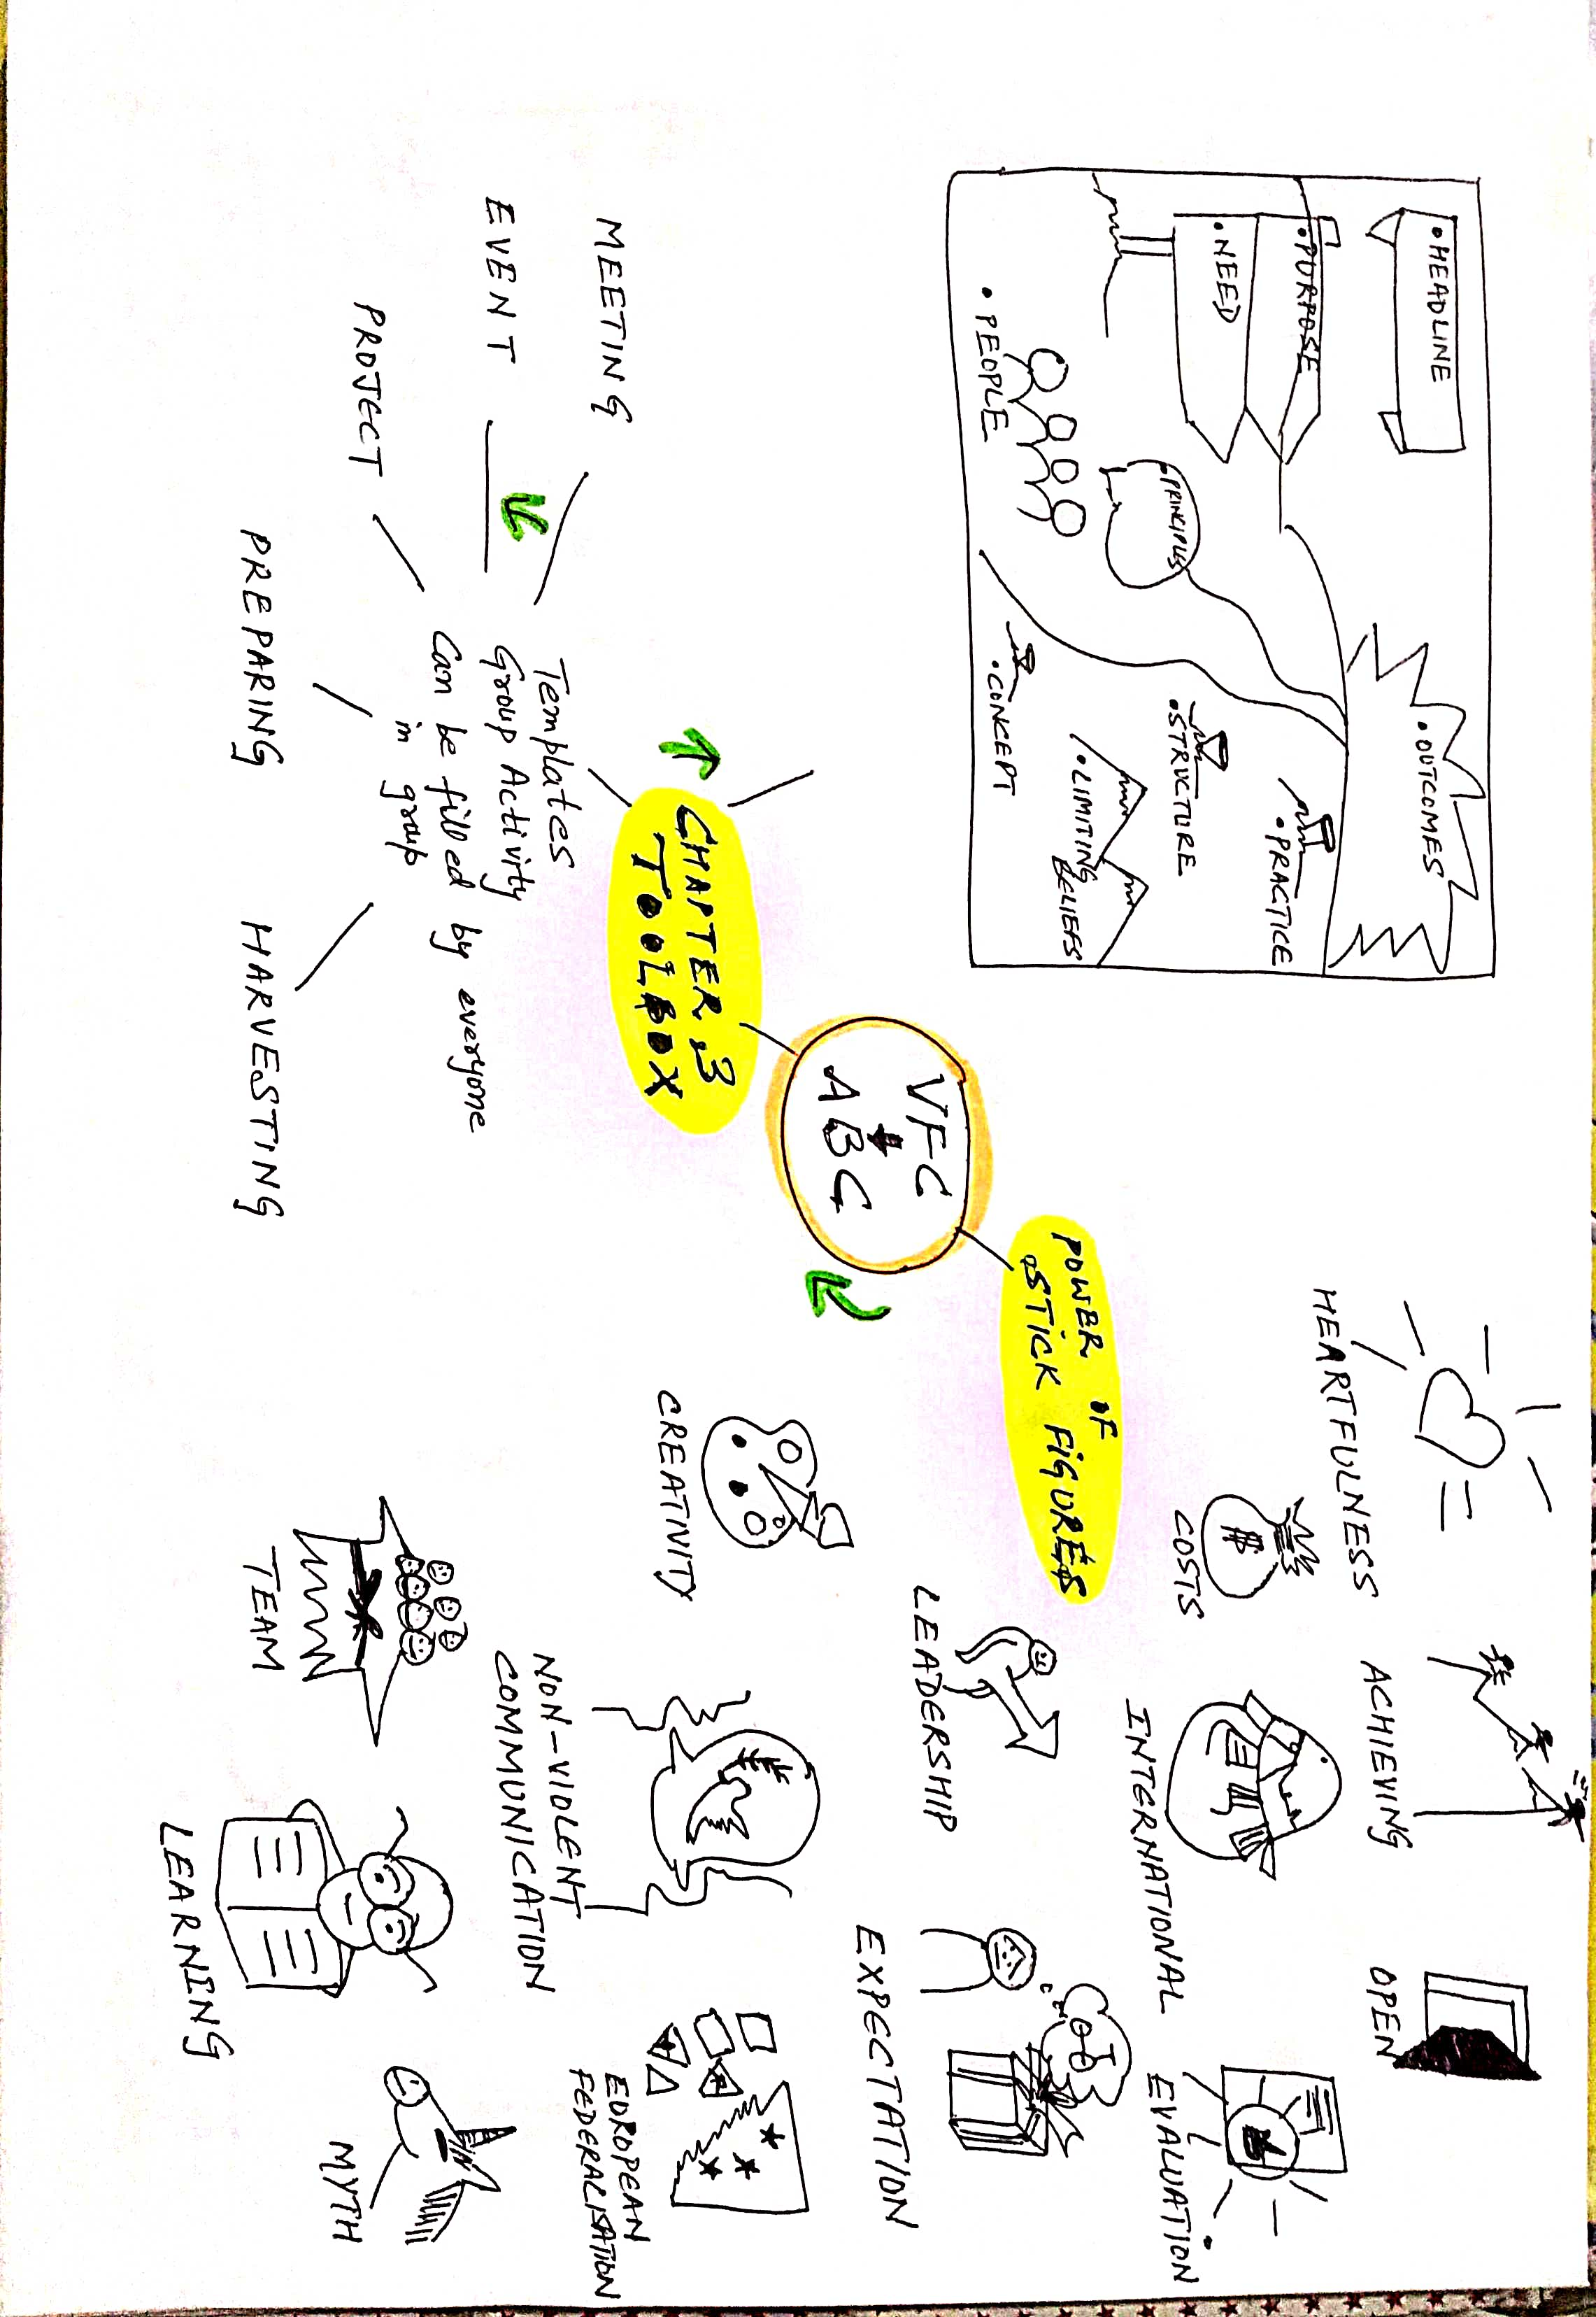 • HEADLINE
• PURPOSE
• NEED
• PEOPLE
• OUTCOMES
• PRACTICE
• STRUCTURE
• LIMITING
BELIEFS
• CONCEPT
VFC
ABC
CHAPTER 3
TOOLBOX
Templates
Group Activity
Can be filled by everyone
in group
MEETING
EVENT
PROJECT
PREPARING
HARVESTING
POWER OF
STICK FIGURES
HEARTFULNESS
COSTS
$
ACHIEVING
OPEN
INTERNATIONAL
EVALUATION
LEADERSHIP
EXPECTATION
CREATIVITY
NON-VIOLENT
COMMUNICATION
EUROPEAN
FEDERALISATION
TEAM
LEARNING
MYTH